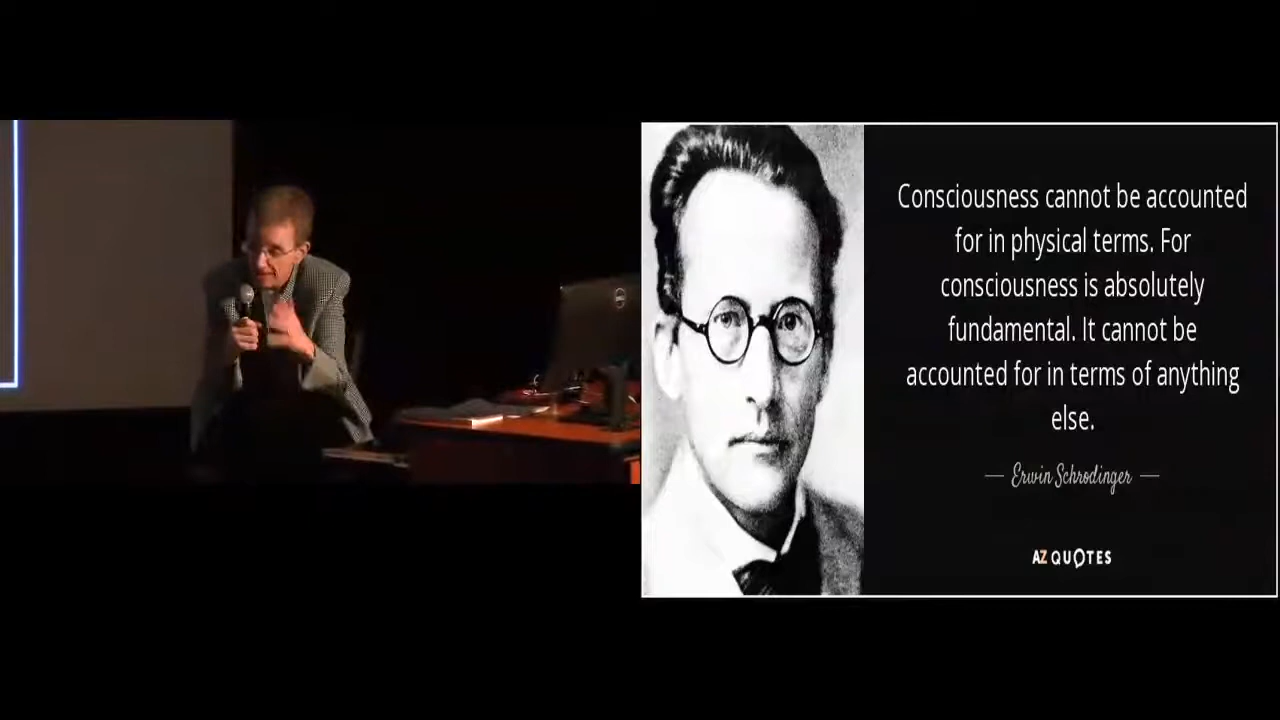 Consciousness cannot be accounted
for in physical terms. For
consciousness is absolutely
fundamental. It cannot be
accounted for in terms of anything
else.
— Erwin Schrodinger —
AZ QUOTES